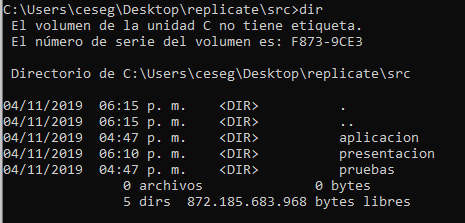 C:\Users\ceseg\Desktop\replicate\src>dir
El volumen de la unidad C no tiene etiqueta.
El número de serie del volumen es: F873-9CE3
Directorio de C:\Users\ceseg\Desktop\replicate\src
04/11/2019  06:15 p. m.    <DIR>          .
04/11/2019  06:15 p. m.    <DIR>          ..
04/11/2019  04:47 p. m.    <DIR>          aplicacion
04/11/2019  06:10 p. m.    <DIR>          presentacion
04/11/2019  04:47 p. m.    <DIR>          pruebas
0 archivos              0 bytes
5 dirs  872.185.683.968 bytes libres